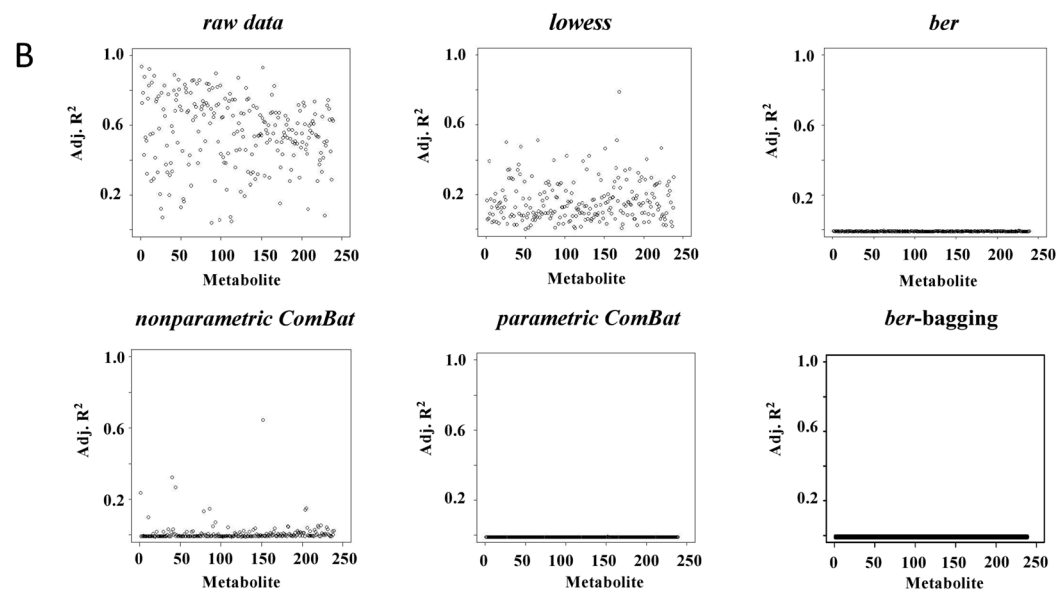 B
raw data
lowess
ber
1.0
0.6
0.2
Adj. R²
0 50 100 150 200 250
Metabolite
1.0
0.6
0.2
Adj. R²
0 50 100 150 200 250
Metabolite
1.0
0.6
0.2
Adj. R²
0 50 100 150 200 250
Metabolite
nonparametric ComBat
parametric ComBat
ber-bagging
1.0
0.6
0.2
Adj. R²
0 50 100 150 200 250
Metabolite
1.0
0.6
0.2
Adj. R²
0 50 100 150 200 250
Metabolite
1.0
0.6
0.2
Adj. R²
0 50 100 150 200 250
Metabolite